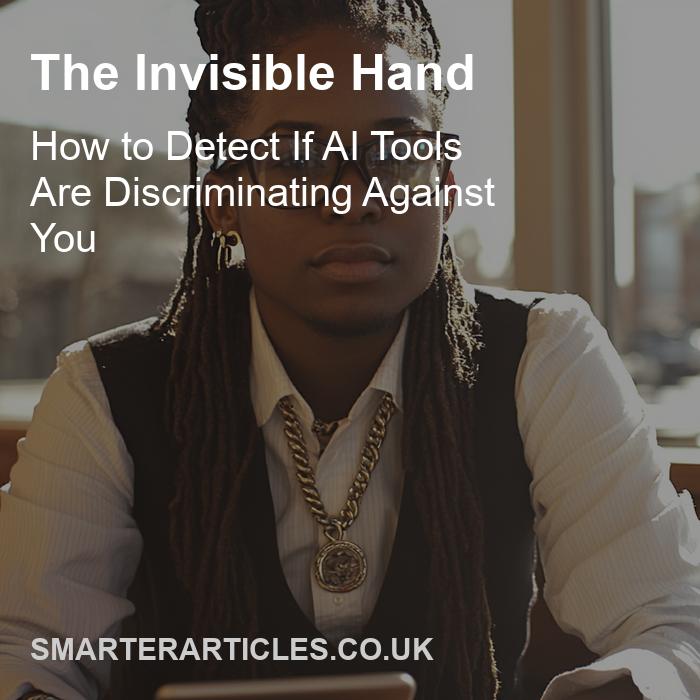 The Invisible Hand
How to Detect If AI Tools
Are Discriminating Against
You
SMARTERARTICLES.CO.UK